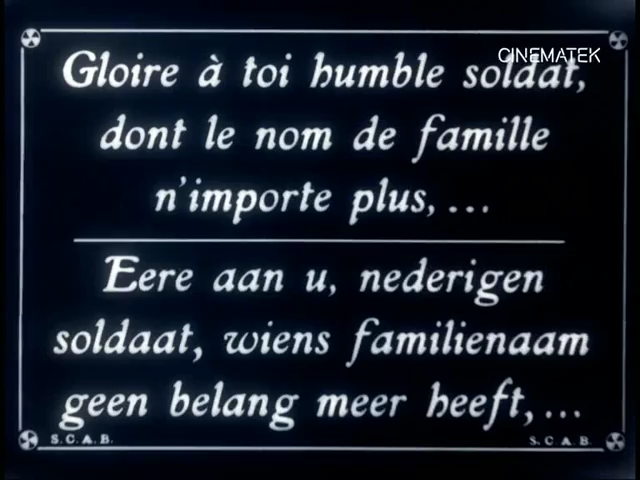 CINEMATEK
Gloire à toi humble soldat,
dont le nom de famille
n'importe plus, ...
Eere aan u, nederigen
soldaat, wiens familienaam
geen belang meer heeft, ...
S. C. A. B.
S. C A B.